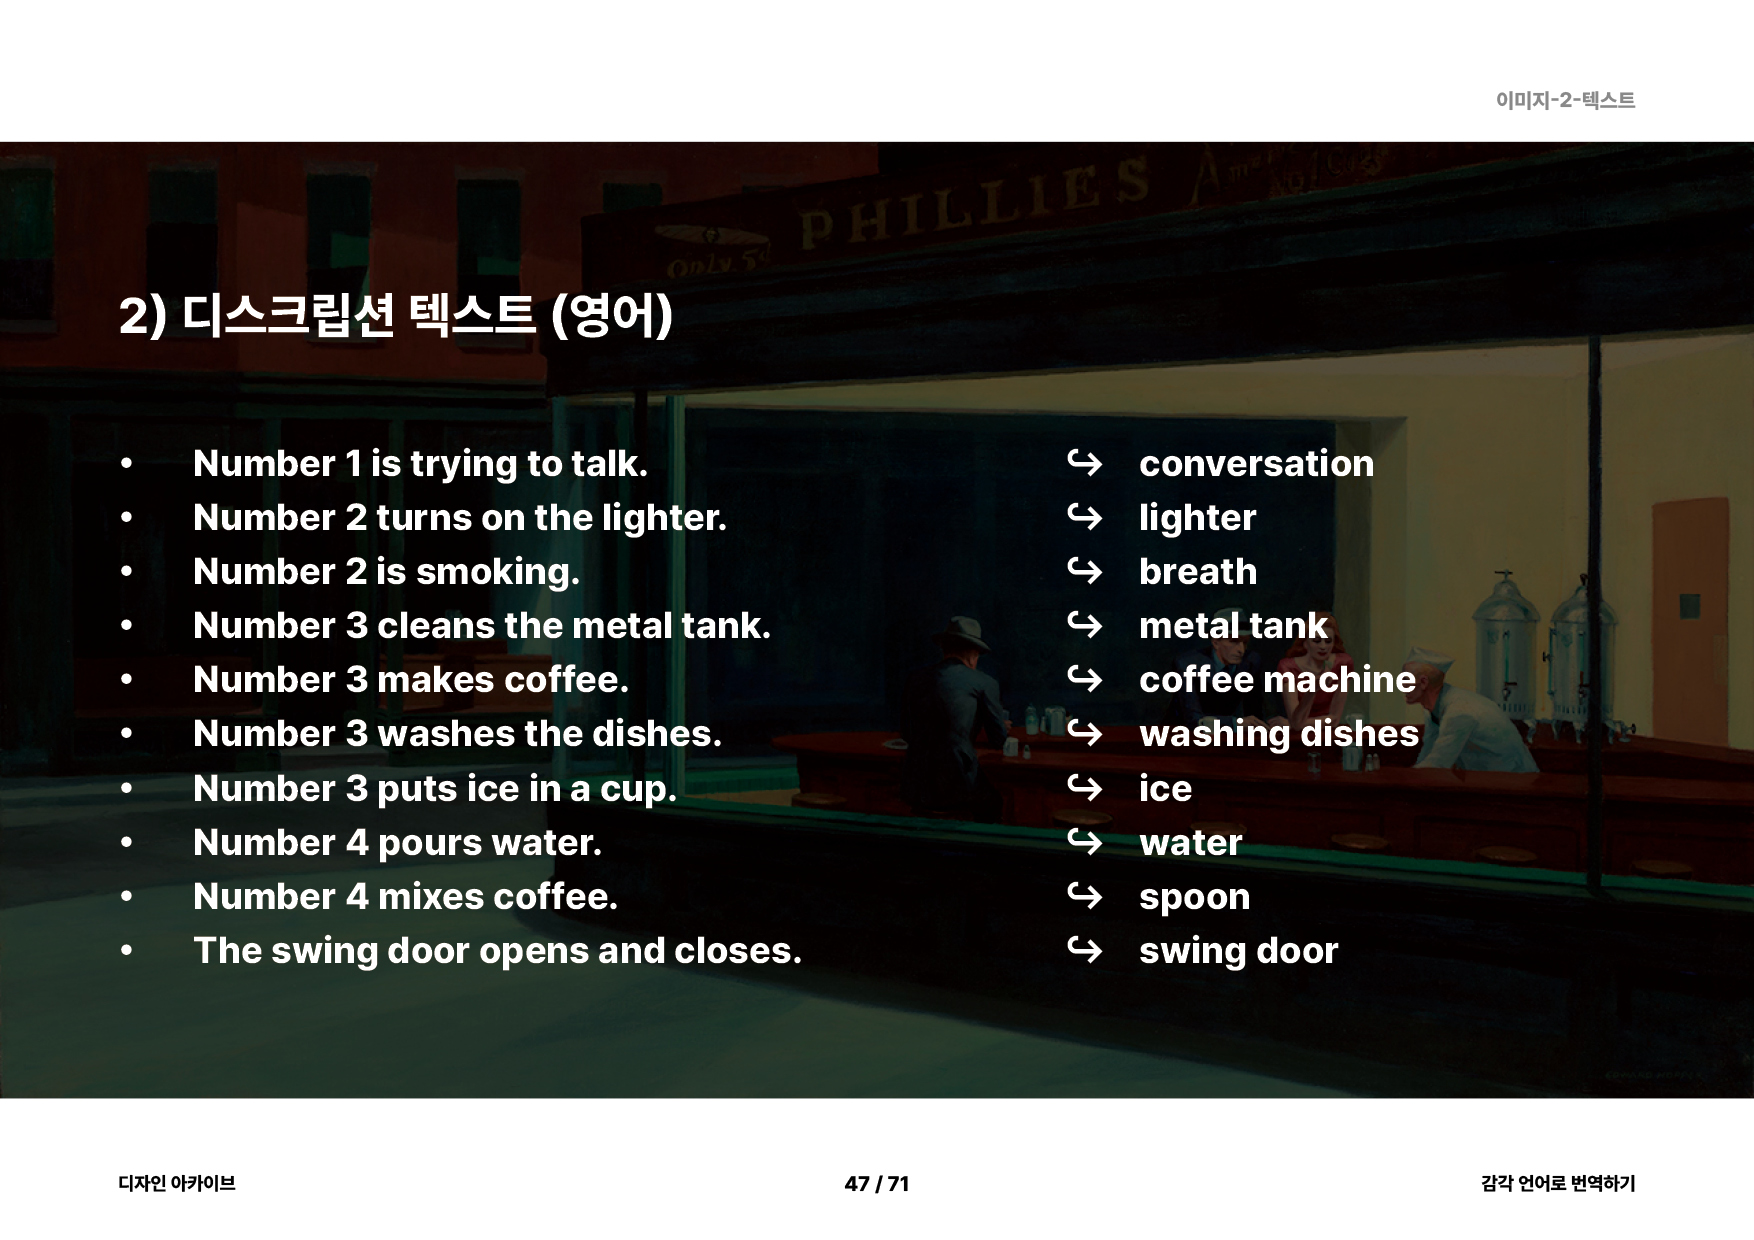 이미지-2-텍스트
PHILLIES
Only 5¢
2) 디스크립션 텍스트 (영어)
• Number 1 is trying to talk. ↪ conversation
• Number 2 turns on the lighter. ↪ lighter
• Number 2 is smoking. ↪ breath
• Number 3 cleans the metal tank. ↪ metal tank
• Number 3 makes coffee. ↪ coffee machine
• Number 3 washes the dishes. ↪ washing dishes
• Number 3 puts ice in a cup. ↪ ice
• Number 4 pours water. ↪ water
• Number 4 mixes coffee. ↪ spoon
• The swing door opens and closes. ↪ swing door
디자인 아카이브 47 / 71 감각 언어로 번역하기